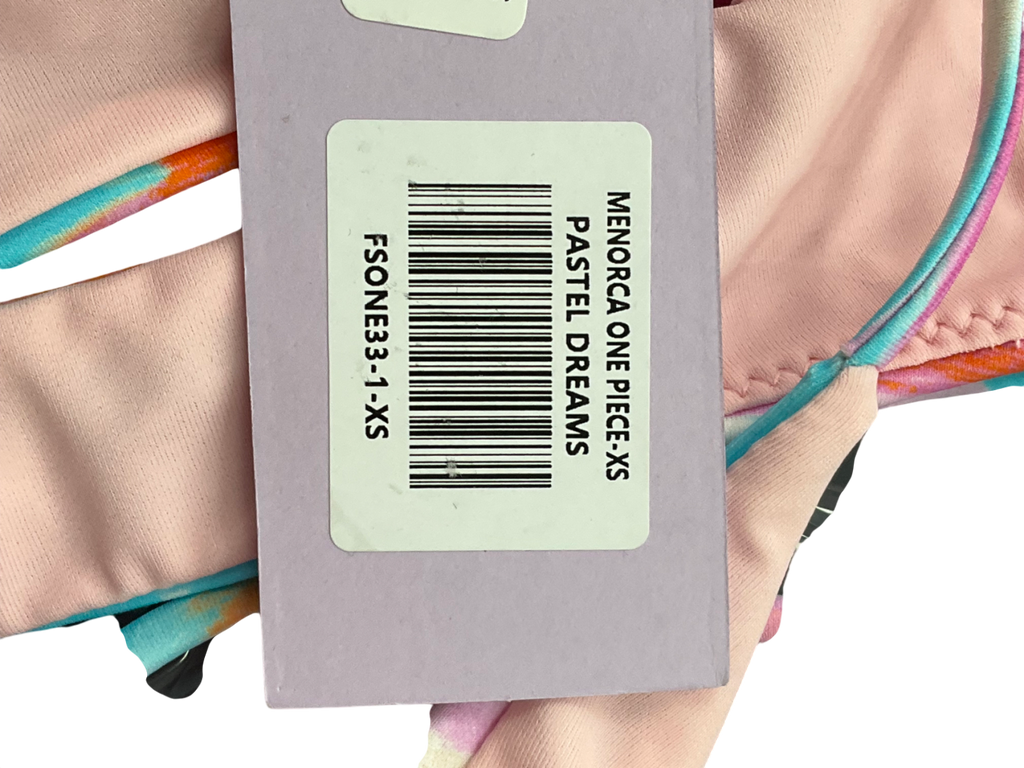 MENORCA ONE PIECE-XS
PASTEL DREAMS
FSONE33-1-XS